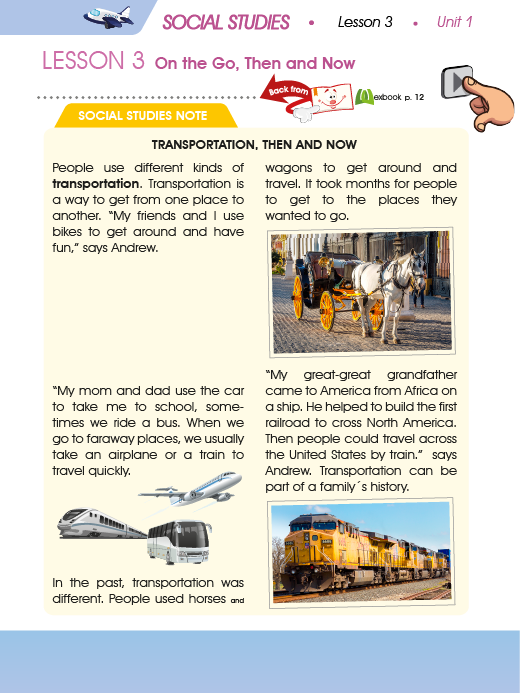 SOCIAL STUDIES • Lesson 3 • Unit 1
LESSON 3 On the Go, Then and Now
Back from
exbook p. 12
SOCIAL STUDIES NOTE
TRANSPORTATION, THEN AND NOW
People use different kinds of
transportation. Transportation is
a way to get from one place to
another. “My friends and I use
bikes to get around and have
fun,” says Andrew.
“My mom and dad use the car
to take me to school, some-
times we ride a bus. When we
go to faraway places, we usually
take an airplane or a train to
travel quickly.
In the past, transportation was
different. People used horses and
wagons to get around and
travel. It took months for people
to get to the places they
wanted to go.
“My great-great grandfather
came to America from Africa on
a ship. He helped to build the first
railroad to cross North America.
Then people could travel across
the United States by train.” says
Andrew. Transportation can be
part of a family´s history.